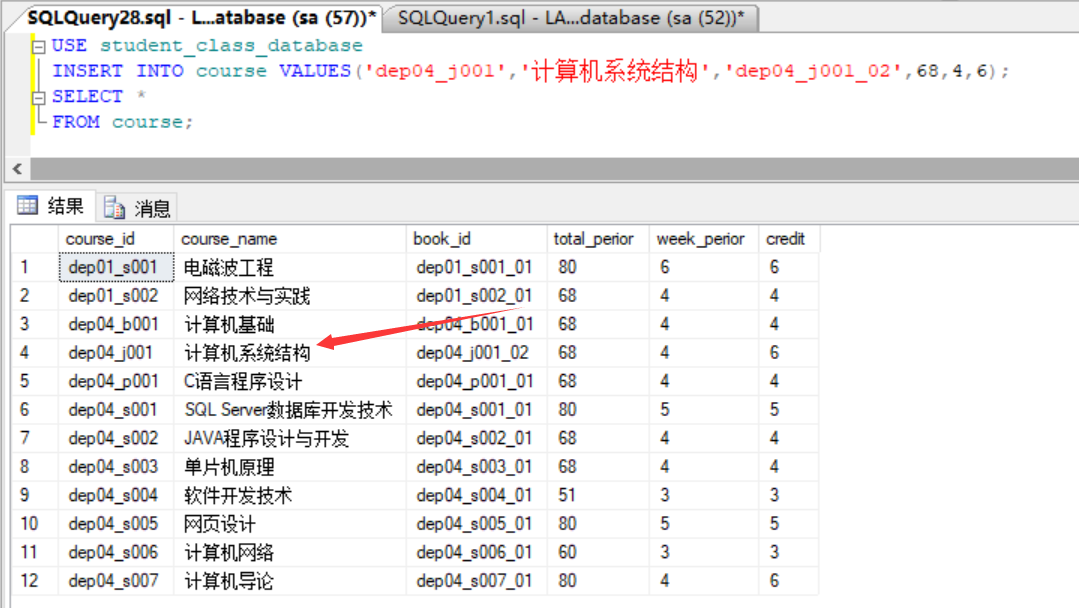 SQLQuery28.sql - L...atabase (sa (57))* SQLQuery1.sql - LA...database (sa (52))*
USE student_class_database
INSERT INTO course VALUES('dep04_j001','计算机系统结构','dep04_j001_02',68,4,6);
SELECT *
FROM course;
结果 消息
course_id course_name book_id total_perior week_perior credit
1 dep01_s001 电磁波工程 dep01_s001_01 80 6 6
2 dep01_s002 网络技术与实践 dep01_s002_01 68 4 4
3 dep04_b001 计算机基础 dep04_b001_01 68 4 4
4 dep04_j001 计算机系统结构 dep04_j001_02 68 4 6
5 dep04_p001 C语言程序设计 dep04_p001_01 68 4 4
6 dep04_s001 SQL Server数据库开发技术 dep04_s001_01 80 5 5
7 dep04_s002 JAVA程序设计与开发 dep04_s002_01 68 4 4
8 dep04_s003 单片机原理 dep04_s003_01 68 4 4
9 dep04_s004 软件开发技术 dep04_s004_01 51 3 3
10 dep04_s005 网页设计 dep04_s005_01 80 5 5
11 dep04_s006 计算机网络 dep04_s006_01 60 3 3
12 dep04_s007 计算机导论 dep04_s007_01 80 4 6